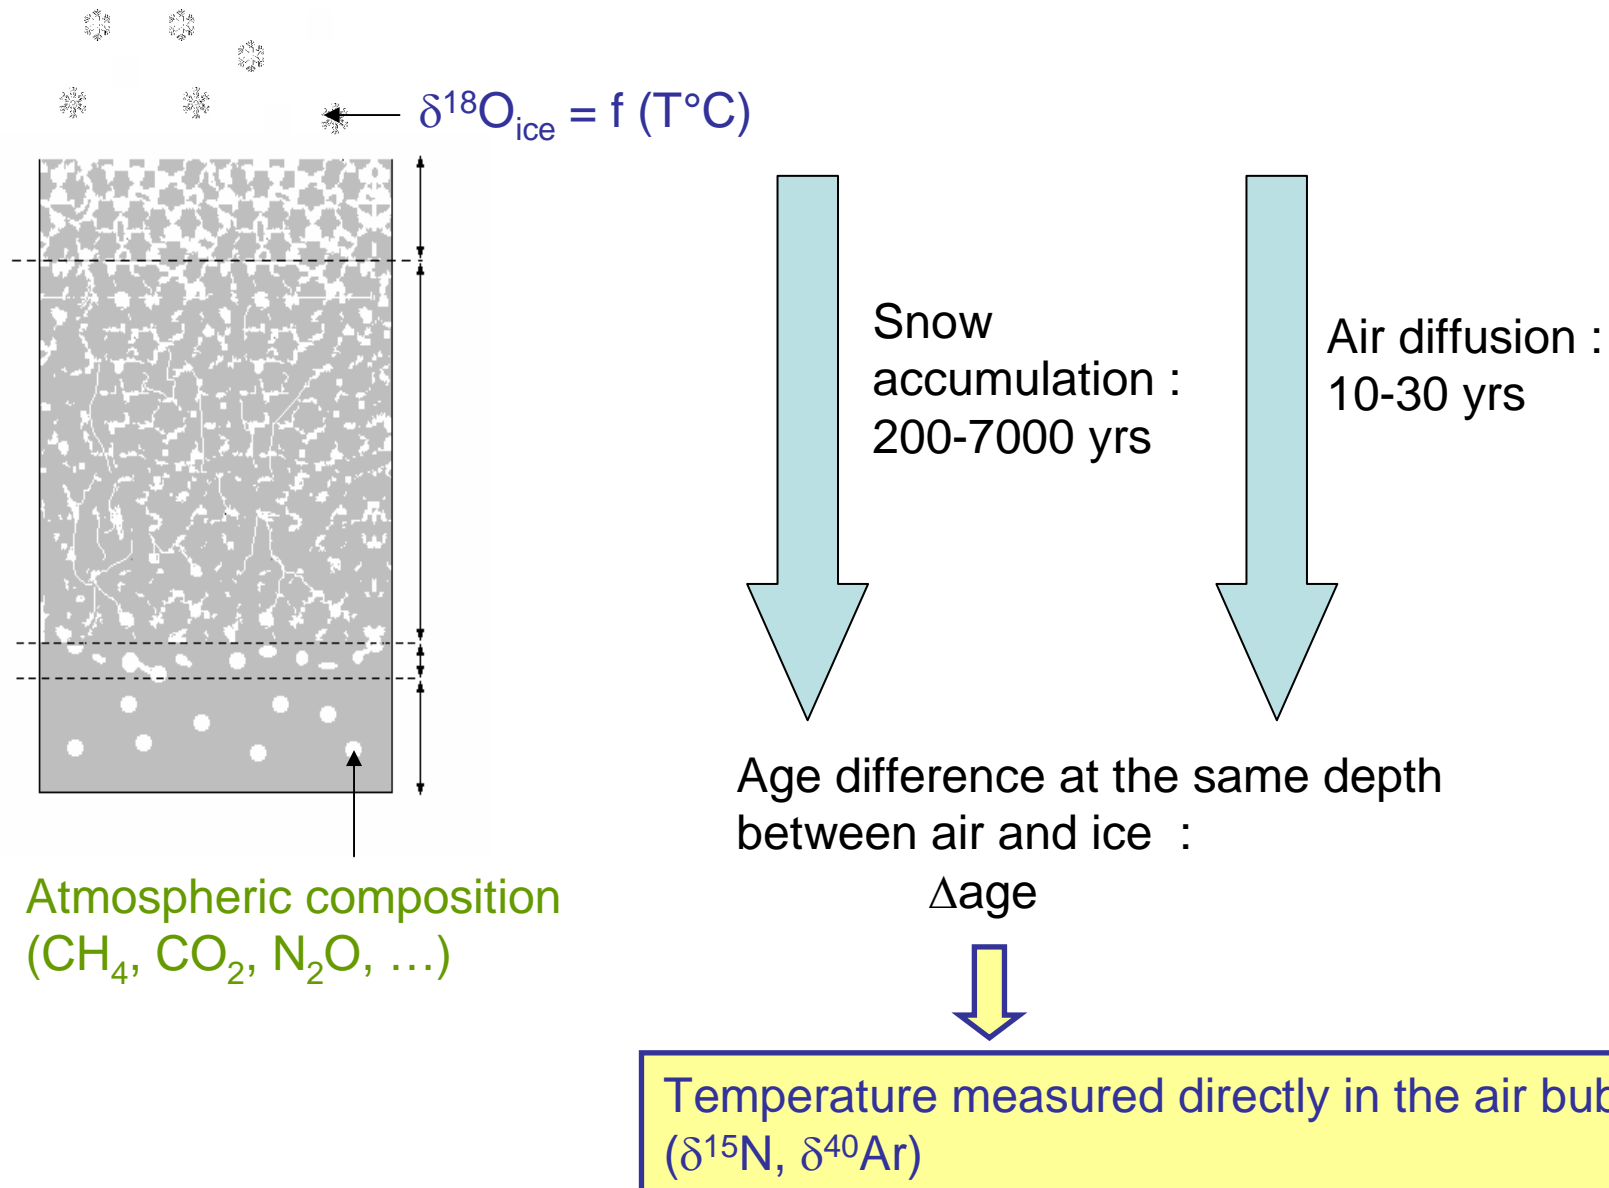 δ18Oice = f (T°C)
Snow
accumulation :
200-7000 yrs
Air diffusion :
10-30 yrs
Age difference at the same depth
between air and ice :
Δage
Atmospheric composition
(CH4, CO2, N2O, …)
Temperature measured directly in the air bub
(δ15N, δ40Ar)